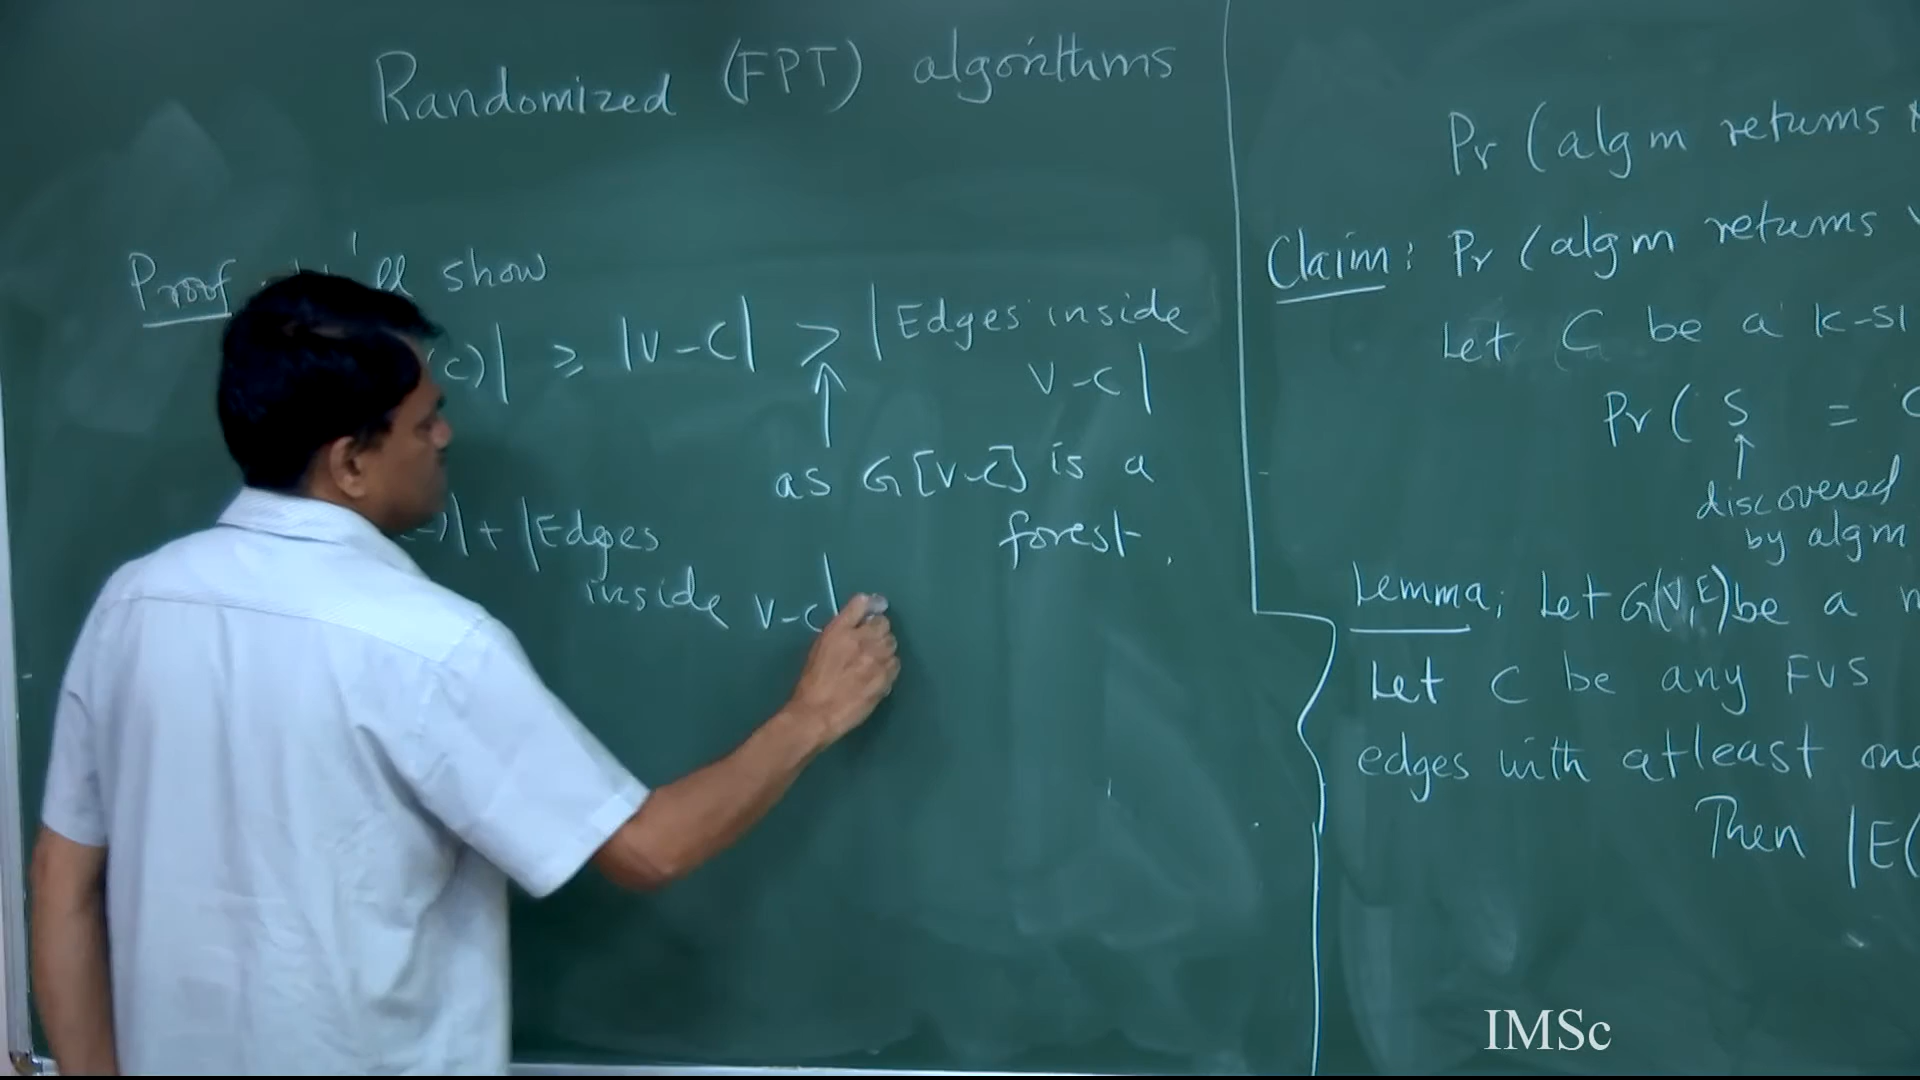 Randomized (FPT) algorithms
Proof show
(C)| ≥ |V-C| > |Edges inside
V-C|
as G[V-C] is a
forest.
)| + |Edges
inside V-C|
Pr (algm returns
Claim: Pr (algm returns
Let C be a k-si
Pr ( S = C
discovered
by algm
Lemma: Let G(V,E) be a
Let C be any FVS
edges with atleast one
Then |E(
IMSc